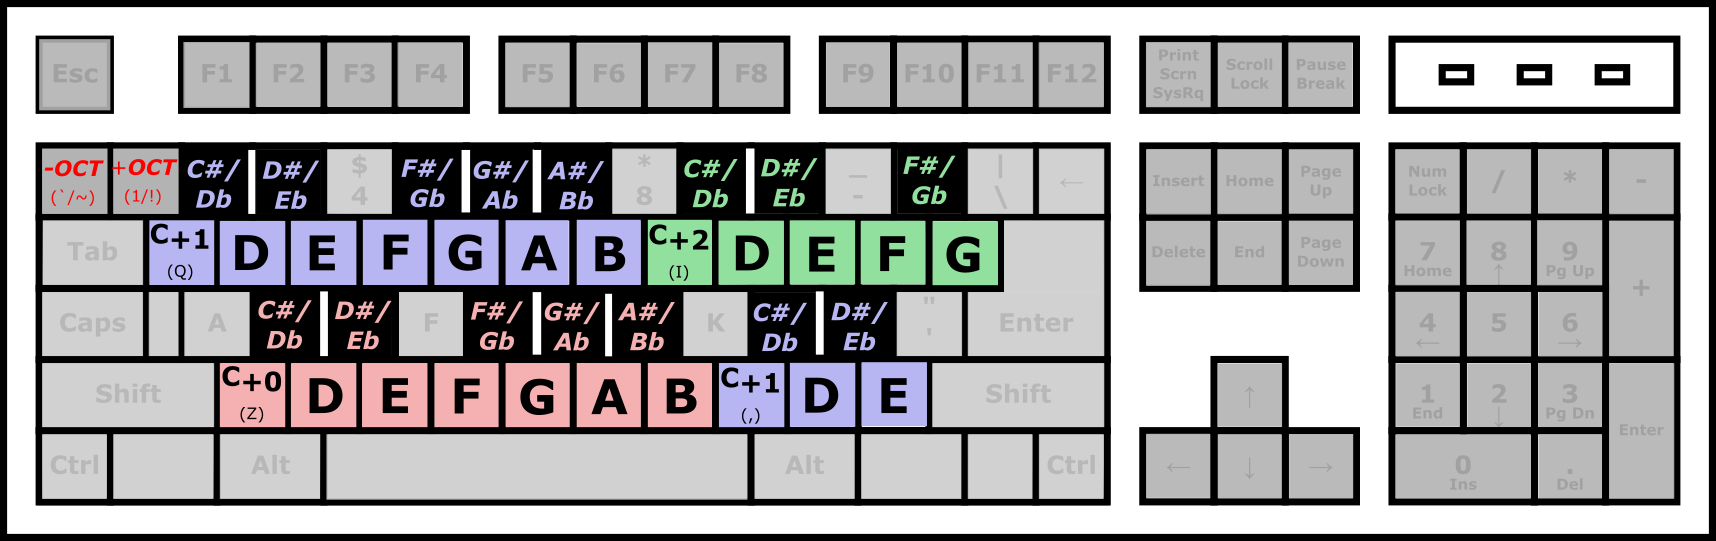 Esc F1 F2 F3 F4 F5 F6 F7 F8 F9 F10 F11 F12
Print
Scrn
SysRq
Scroll
Lock
Pause
Break
-OCT
(`/~)
+OCT
(1/!)
C#/
Db
D#/
Eb
$
4
F#/
Gb
G#/
Ab
A#/
Bb
*
8
C#/
Db
D#/
Eb
_
-
F#/
Gb
|
\
←
Insert Home
Page
Up
Num
Lock
/ * -
Tab
C+1
(Q)
D E F G A B
C+2
(I)
D E F G
Delete End
Page
Down
7
Home
8
↑
9
Pg Up
+
Caps A
C#/
Db
D#/
Eb
F
F#/
Gb
G#/
Ab
A#/
Bb
K
C#/
Db
D#/
Eb
"
'
Enter
4
←
5
6
→
Shift
C+0
(Z)
D E F G A B
C+1
(,)
D E
Shift
↑
1
End
2
↓
3
Pg Dn
Enter
Ctrl Alt Alt Ctrl
← ↓ →
0
Ins
.
Del